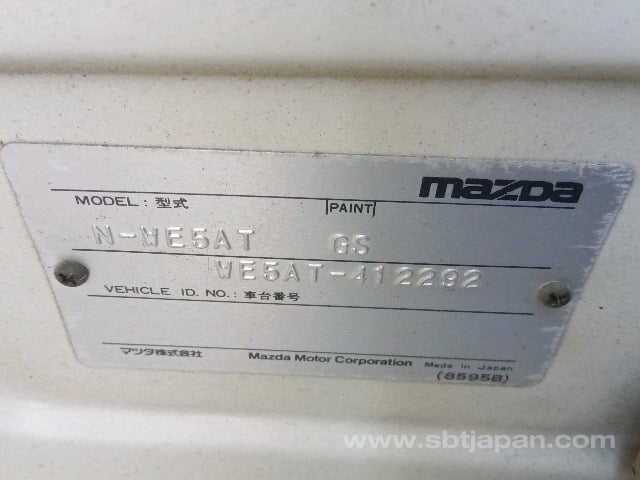 mazda
MODEL: 型式 PAINT
N-WE5AT GS
WE5AT-412292
VEHICLE ID. NO.: 車台番号
マツダ株式会社 Mazda Motor Corporation Made in Japan
(8595B)
www.sbtjapan.com